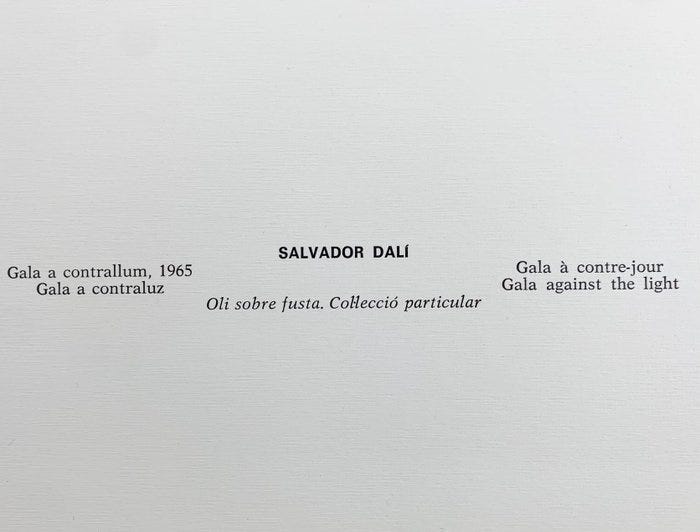 SALVADOR DALÍ
Gala a contrallum, 1965
Gala a contraluz
Gala à contre-jour
Gala against the light
Oli sobre fusta. Col·lecció particular